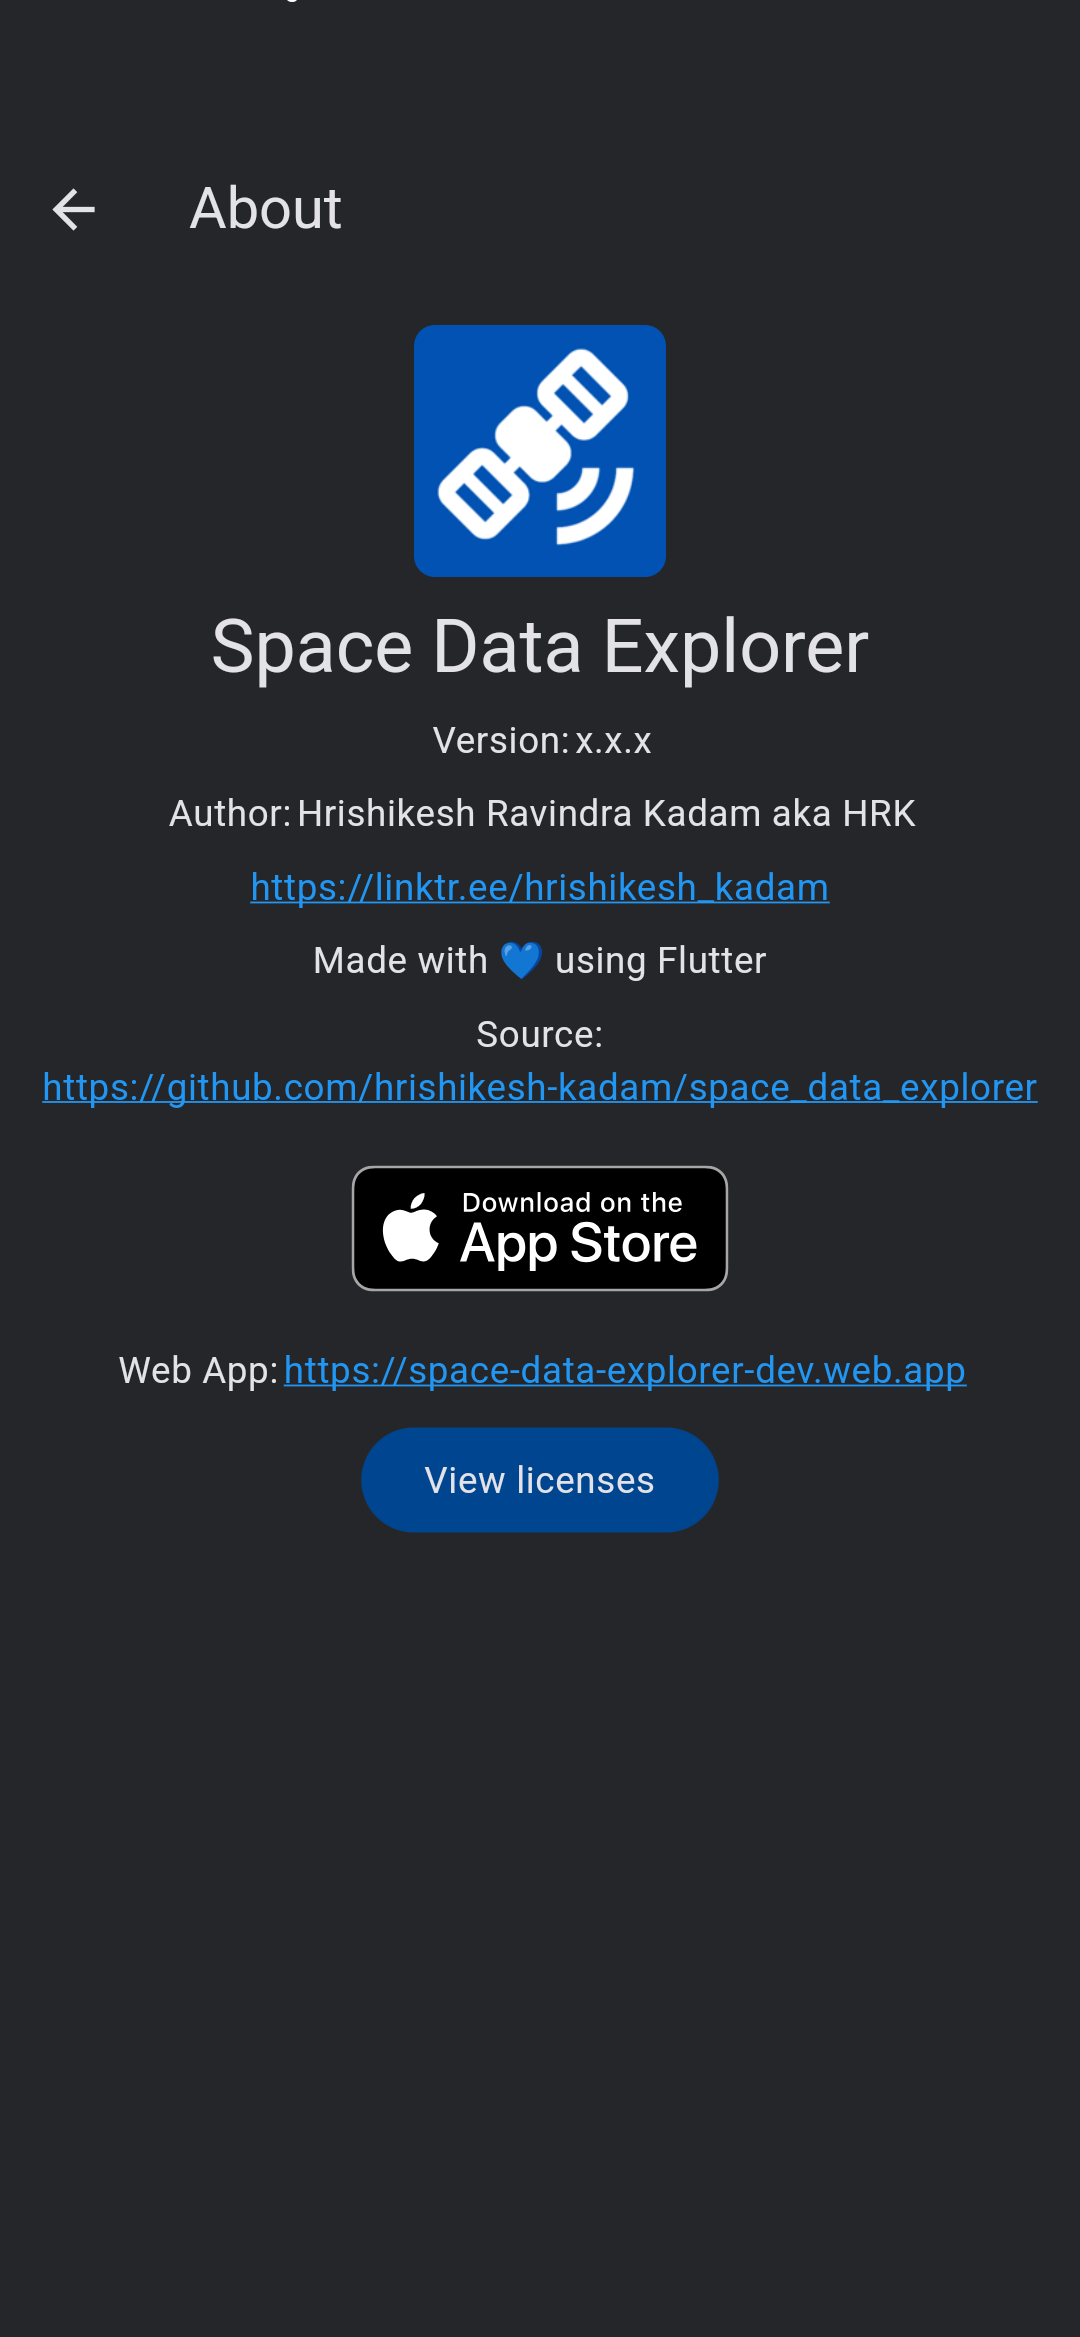 About
Space Data Explorer
Version: x.x.x
Author: Hrishikesh Ravindra Kadam aka HRK
https://linktr.ee/hrishikesh_kadam
Made with 💙 using Flutter
Source:
https://github.com/hrishikesh-kadam/space_data_explorer
Download on the
App Store
Web App: https://space-data-explorer-dev.web.app
View licenses